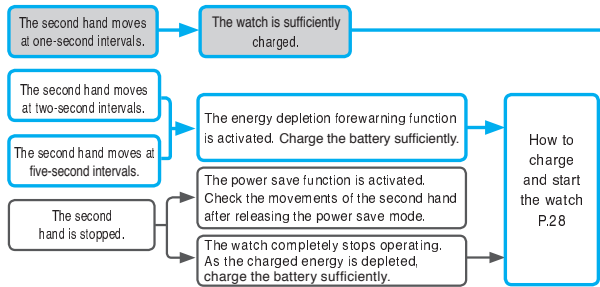 The second hand moves
at one-second intervals.
The watch is sufficiently
charged.
The second hand moves
at two-second intervals.
The second hand moves at
five-second intervals.
The energy depletion forewarning function
is activated. Charge the battery sufficiently.
The second
hand is stopped.
The power save function is activated.
Check the movements of the second hand
after releasing the power save mode.
The watch completely stops operating.
As the charged energy is depleted,
charge the battery sufficiently.
How to
charge
and start
the watch
P.28